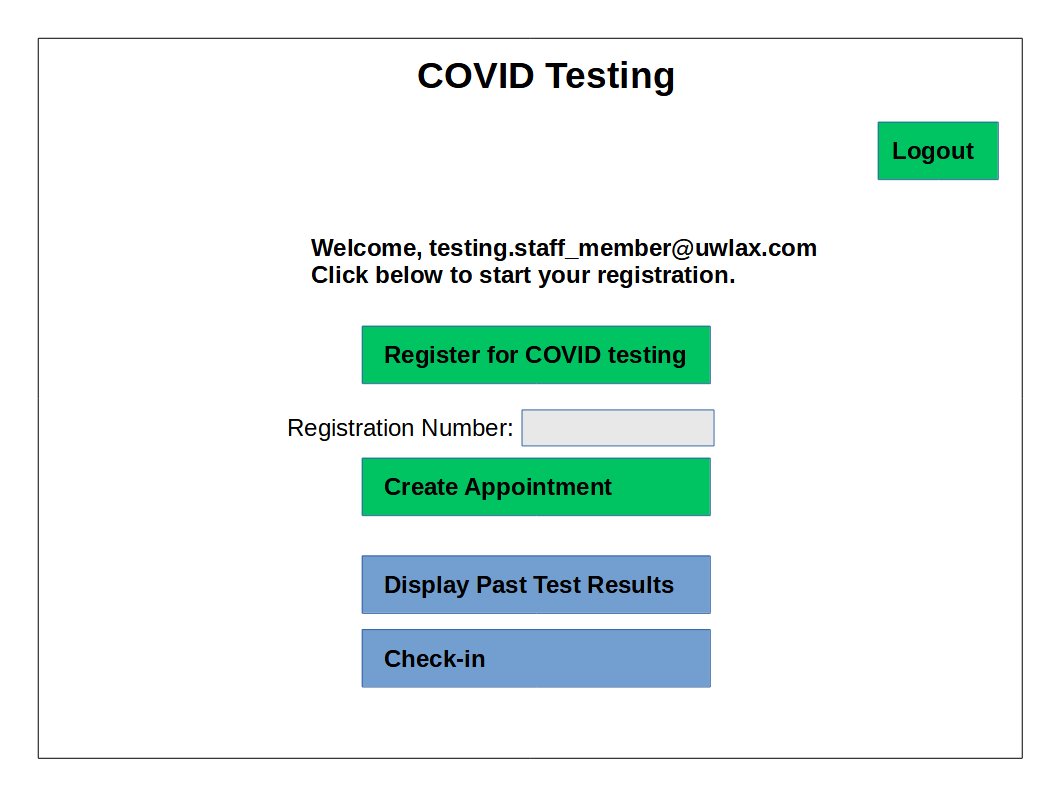 COVID Testing
Logout
Welcome, testing.staff_member@uwlax.com
Click below to start your registration.
Register for COVID testing
Registration Number:
Create Appointment
Display Past Test Results
Check-in